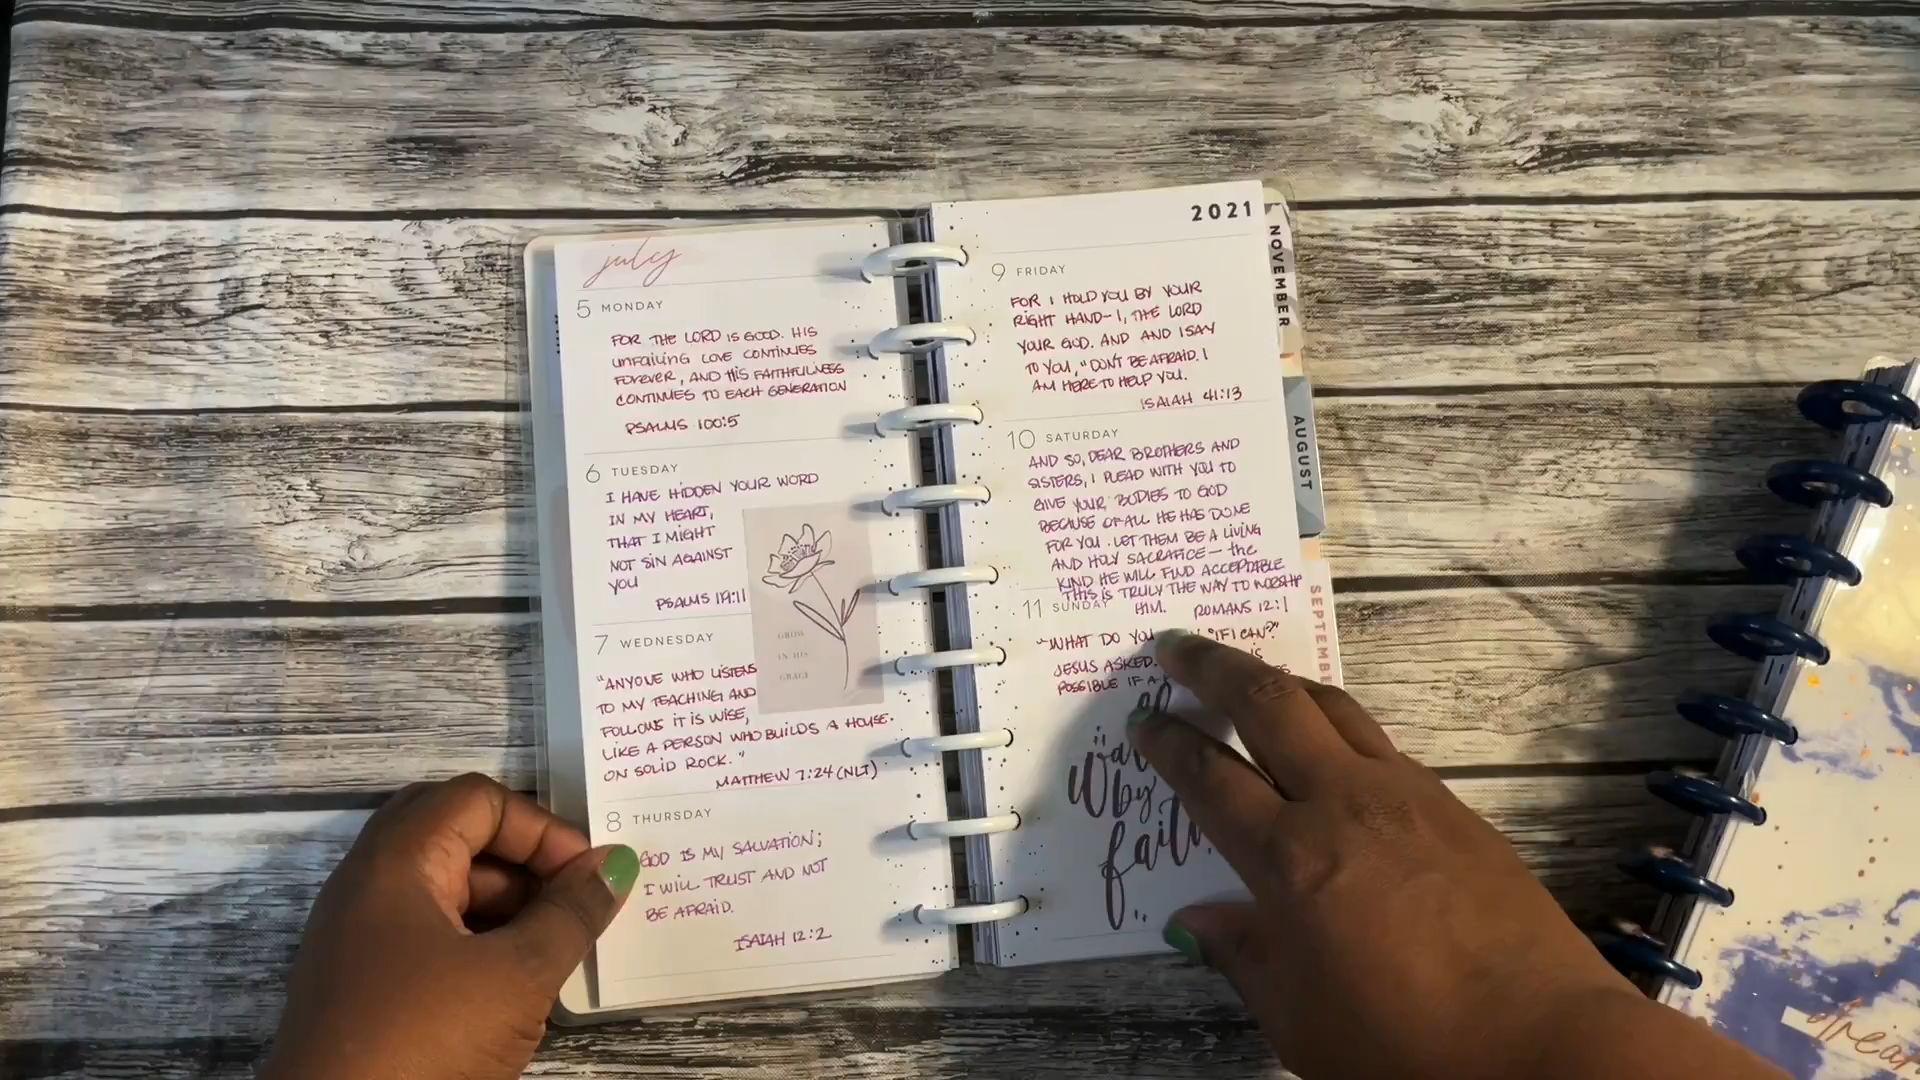 july
5 MONDAY
FOR THE LORD IS GOOD. HIS
UNFAILING LOVE CONTINUES
FOREVER, AND HIS FAITHFULNESS
CONTINUES TO EACH GENERATION
PSALMS 100:5
6 TUESDAY
I HAVE HIDDEN YOUR WORD
IN MY HEART,
THAT I MIGHT
NOT SIN AGAINST
YOU
PSALMS 119:11
GROW
IN HIS
GRACE
7 WEDNESDAY
"ANYONE WHO LISTENS
TO MY TEACHING AND
FOLLOWS IT IS WISE,
LIKE A PERSON WHO BUILDS A HOUSE.
ON SOLID ROCK."
MATTHEW 7:24 (NLT)
8 THURSDAY
GOD IS MY SALVATION;
I WILL TRUST AND NOT
BE AFRAID.
ISAIAH 12:2
2021
9 FRIDAY
FOR I HOLD YOU BY YOUR
RIGHT HAND-I, THE LORD
YOUR GOD. AND AND I SAY
TO YOU, "DON'T BE AFRAID. I
AM HERE TO HELP YOU.
ISAIAH 41:13
10 SATURDAY
AND SO, DEAR BROTHERS AND
SISTERS, I PLEAD WITH YOU TO
GIVE YOUR BODIES TO GOD
BECAUSE OF ALL HE HAS DONE
FOR YOU. LET THEM BE A LIVING
AND HOLY SACRAFICE - the
KIND HE WILL FIND ACCEPTABLE
THIS IS TRULY THE WAY TO WORSHIP
HIM. ROMANS 12:1
11 SUNDAY
"WHAT DO YOU "IF I CAN?"
JESUS ASKED. IS
POSSIBLE IF A
by
faith
NOVEMBER
AUGUST
SEPTEMBE